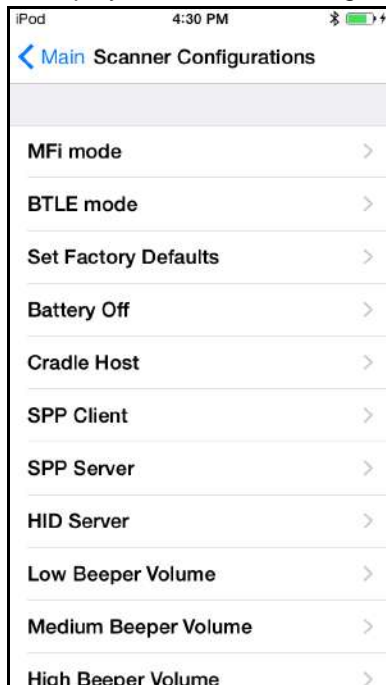 iPod 4:30 PM
Main Scanner Configurations
MFi mode
BTLE mode
Set Factory Defaults
Battery Off
Cradle Host
SPP Client
SPP Server
HID Server
Low Beeper Volume
Medium Beeper Volume
High Beeper Volume